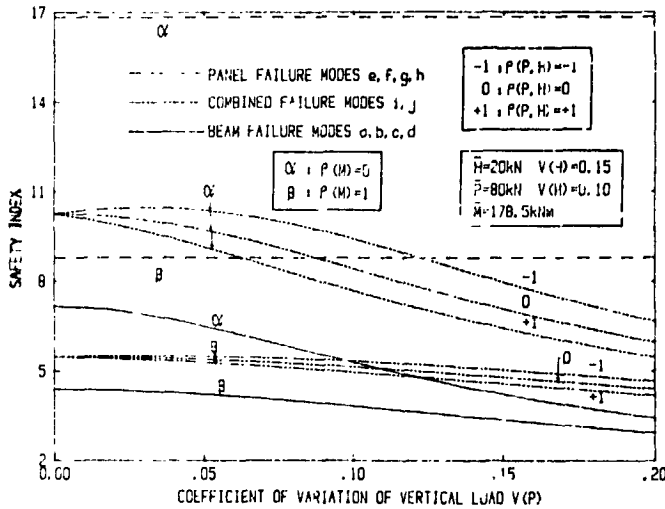 17
14
11
8
5
2
SAFETY INDEX
α
PANEL FAILURE MODES e, f, g, h
COMBINED FAILURE MODES i, j
BEAM FAILURE MODES a, b, c, d
-1 : ρ(P,H)=-1
0 : ρ(P,H)=0
+1 : ρ(P,H)=+1
α : ρ(M)=0
β : ρ(M)=1
H̄=20kN V(H)=0.15
P̄=80kN V(M)=0.10
M̄=178.5kNm
α
β
-1
0
+1
α
β
0
-1
+1
β
0.00
.05
0.10
.15
.20
COEFFICIENT OF VARIATION OF VERTICAL LOAD V(P)